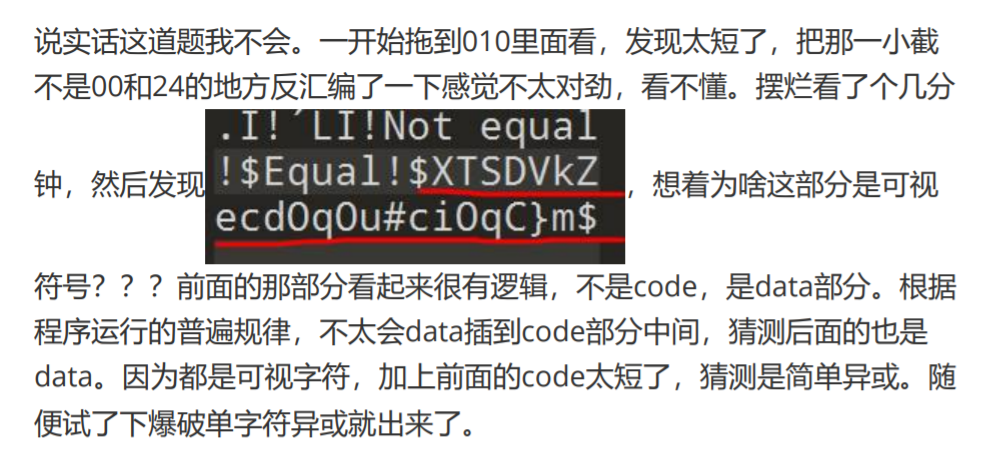 说实话这道题我不会。一开始拖到010里面看，发现太短了，把那一小截
不是00和24的地方反汇编了一下感觉不太对劲，看不懂。摆烂看了个几分
.I!´LI!Not equal
!$Equal!$XTSDVkZ
ecdOqOu#ciOqC}m$
钟，然后发现，想着为啥这部分是可视
符号？？？前面的那部分看起来很有逻辑，不是code，是data部分。根据
程序运行的普遍规律，不太会data插到code部分中间，猜测后面的也是
data。因为都是可视字符，加上前面的code太短了，猜测是简单异或。随
便试了下爆破单字符异或就出来了。